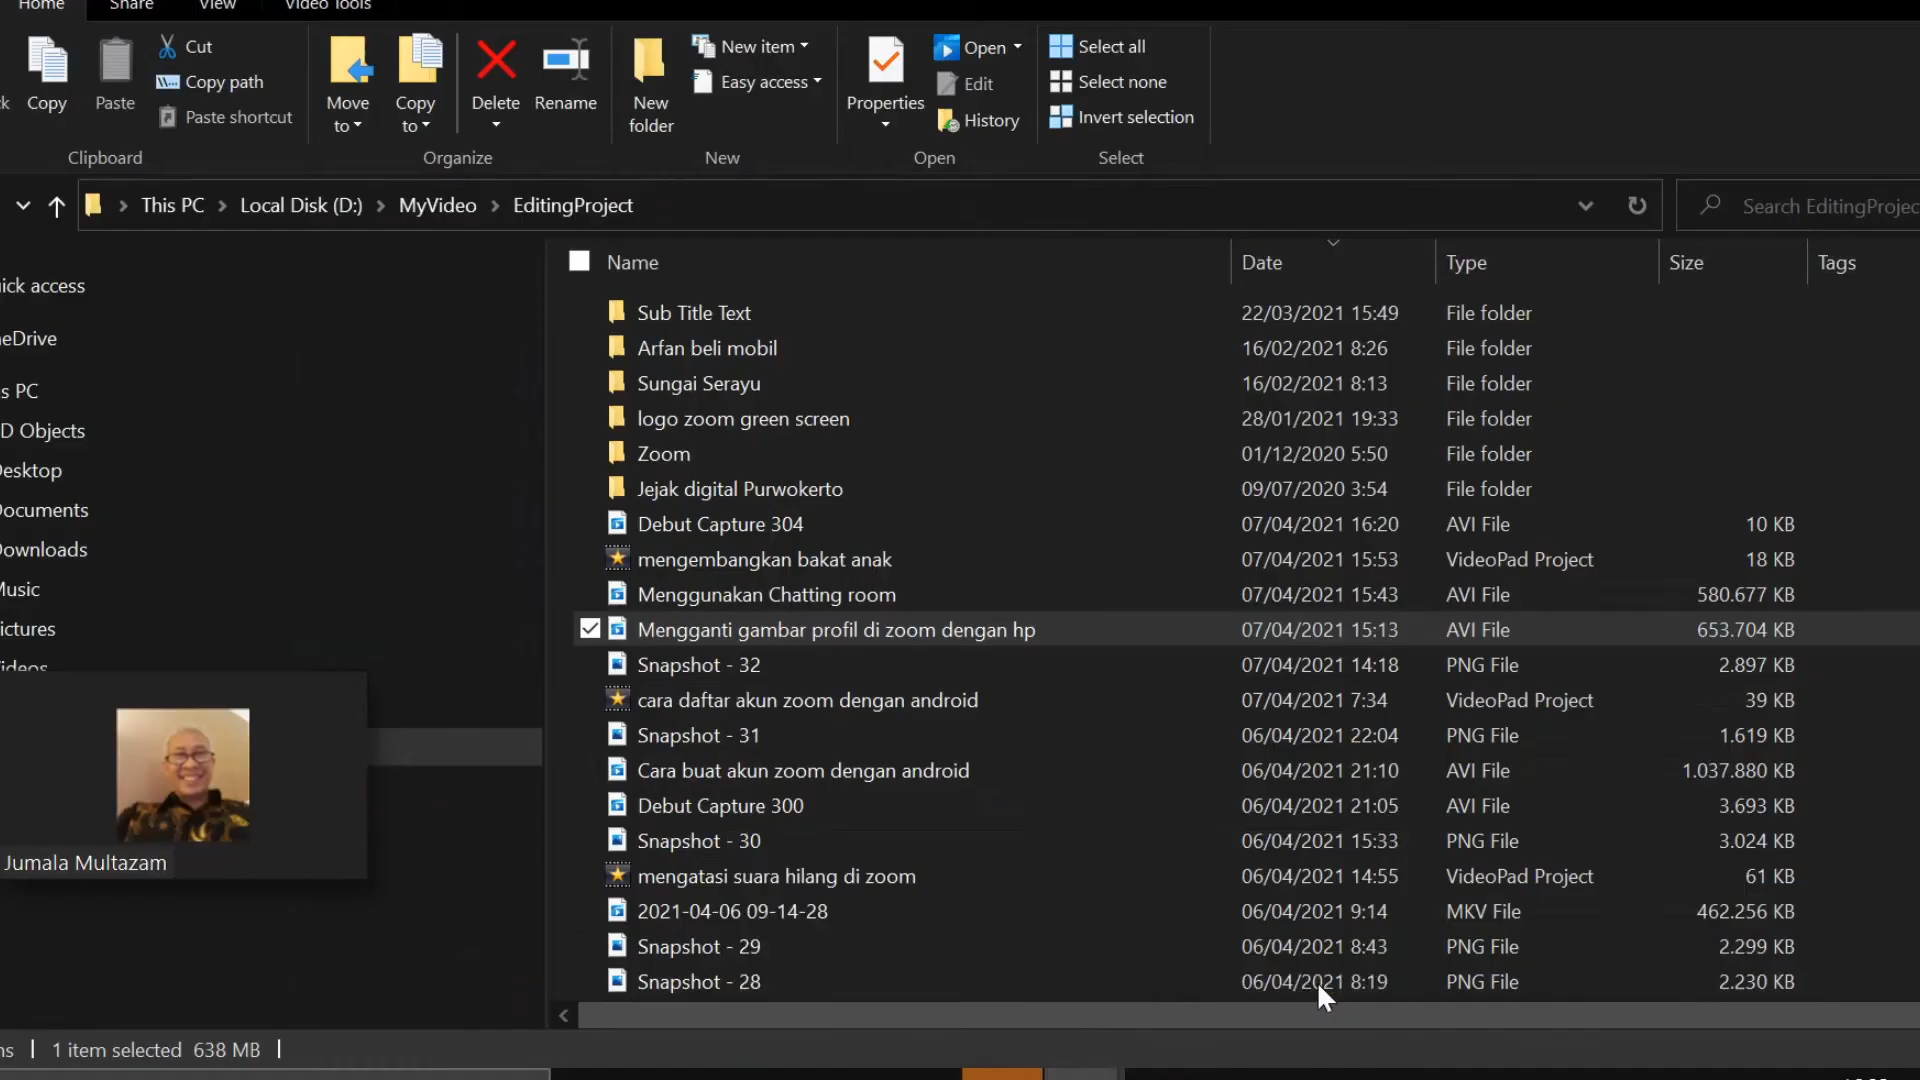 Home Share View Video Tools
Copy Paste Cut Copy path Paste shortcut
Clipboard
Move to Copy to Delete Rename
Organize
New folder New item Easy access
New
Properties Open Edit History
Open
Select all Select none Invert selection
Select
This PC > Local Disk (D:) > MyVideo > EditingProject
Search EditingProjec
Name Date Type Size Tags
ick access
eDrive
s PC
D Objects
esktop
ocuments
ownloads
usic
ictures
ideos
Sub Title Text 22/03/2021 15:49 File folder
Arfan beli mobil 16/02/2021 8:26 File folder
Sungai Serayu 16/02/2021 8:13 File folder
logo zoom green screen 28/01/2021 19:33 File folder
Zoom 01/12/2020 5:50 File folder
Jejak digital Purwokerto 09/07/2020 3:54 File folder
Debut Capture 304 07/04/2021 16:20 AVI File 10 KB
mengembangkan bakat anak 07/04/2021 15:53 VideoPad Project 18 KB
Menggunakan Chatting room 07/04/2021 15:43 AVI File 580.677 KB
Mengganti gambar profil di zoom dengan hp 07/04/2021 15:13 AVI File 653.704 KB
Snapshot - 32 07/04/2021 14:18 PNG File 2.897 KB
cara daftar akun zoom dengan android 07/04/2021 7:34 VideoPad Project 39 KB
Snapshot - 31 06/04/2021 22:04 PNG File 1.619 KB
Cara buat akun zoom dengan android 06/04/2021 21:10 AVI File 1.037.880 KB
Debut Capture 300 06/04/2021 21:05 AVI File 3.693 KB
Snapshot - 30 06/04/2021 15:33 PNG File 3.024 KB
mengatasi suara hilang di zoom 06/04/2021 14:55 VideoPad Project 61 KB
2021-04-06 09-14-28 06/04/2021 9:14 MKV File 462.256 KB
Snapshot - 29 06/04/2021 8:43 PNG File 2.299 KB
Snapshot - 28 06/04/2021 8:19 PNG File 2.230 KB
Jumala Multazam
ns 1 item selected 638 MB